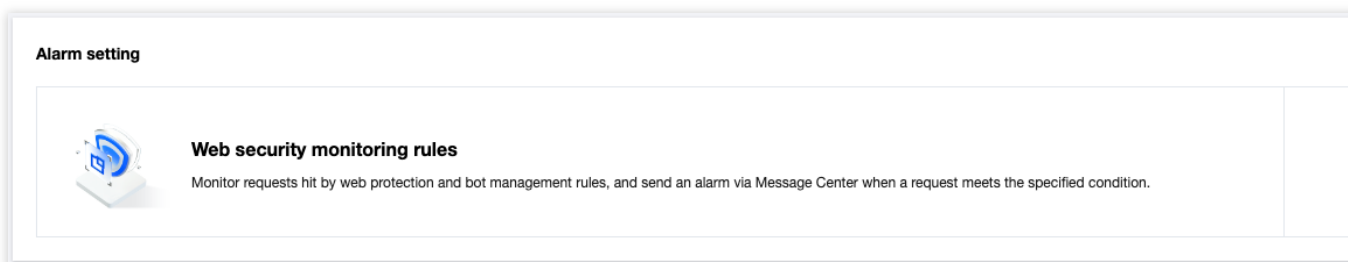 Alarm setting
Web security monitoring rules
Monitor requests hit by web protection and bot management rules, and send an alarm via Message Center when a request meets the specified condition.